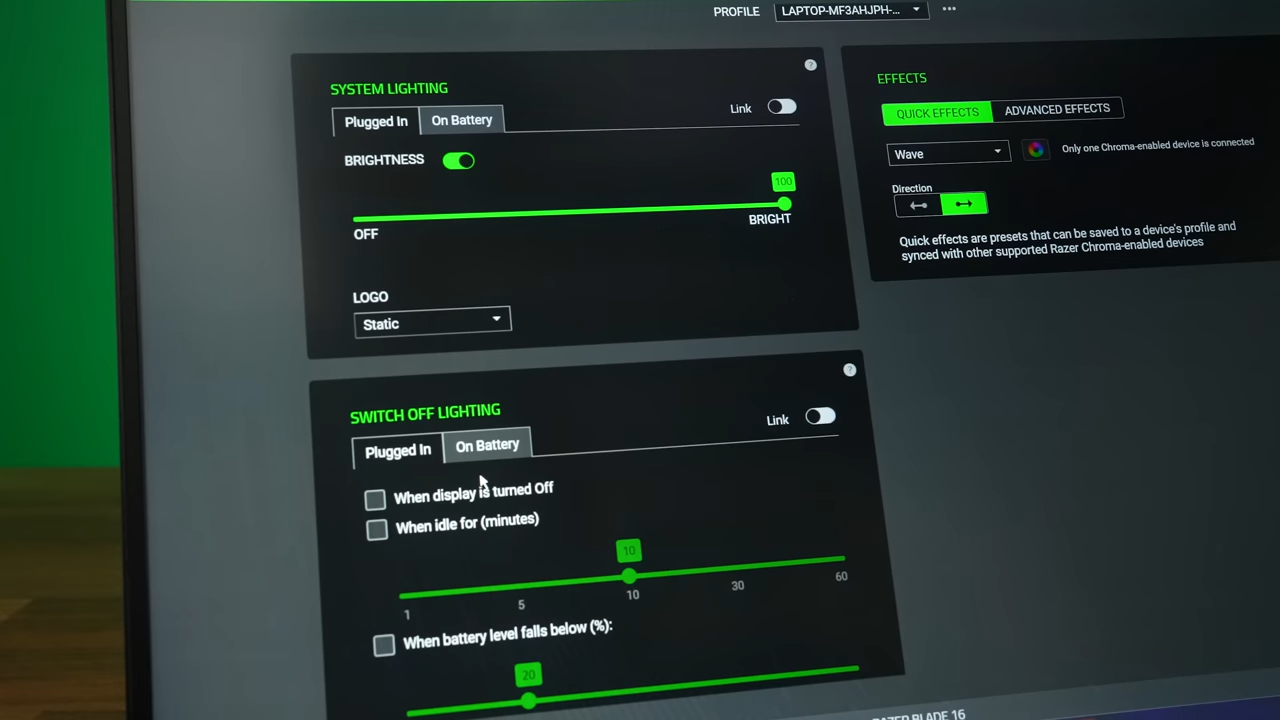 PROFILE
LAPTOP-MF3AHJPH-...
SYSTEM LIGHTING
?
Plugged In
On Battery
Link
BRIGHTNESS
100
OFF
BRIGHT
LOGO
Static
EFFECTS
QUICK EFFECTS
ADVANCED EFFECTS
Wave
Only one Chroma-enabled device is connected
Direction
Quick effects are presets that can be saved to a device's profile and
synced with other supported Razer Chroma-enabled devices
SWITCH OFF LIGHTING
?
Plugged In
On Battery
Link
When display is turned Off
When idle for (minutes)
10
1
5
10
30
60
When battery level falls below (%):
20
RAZER BLADE 16